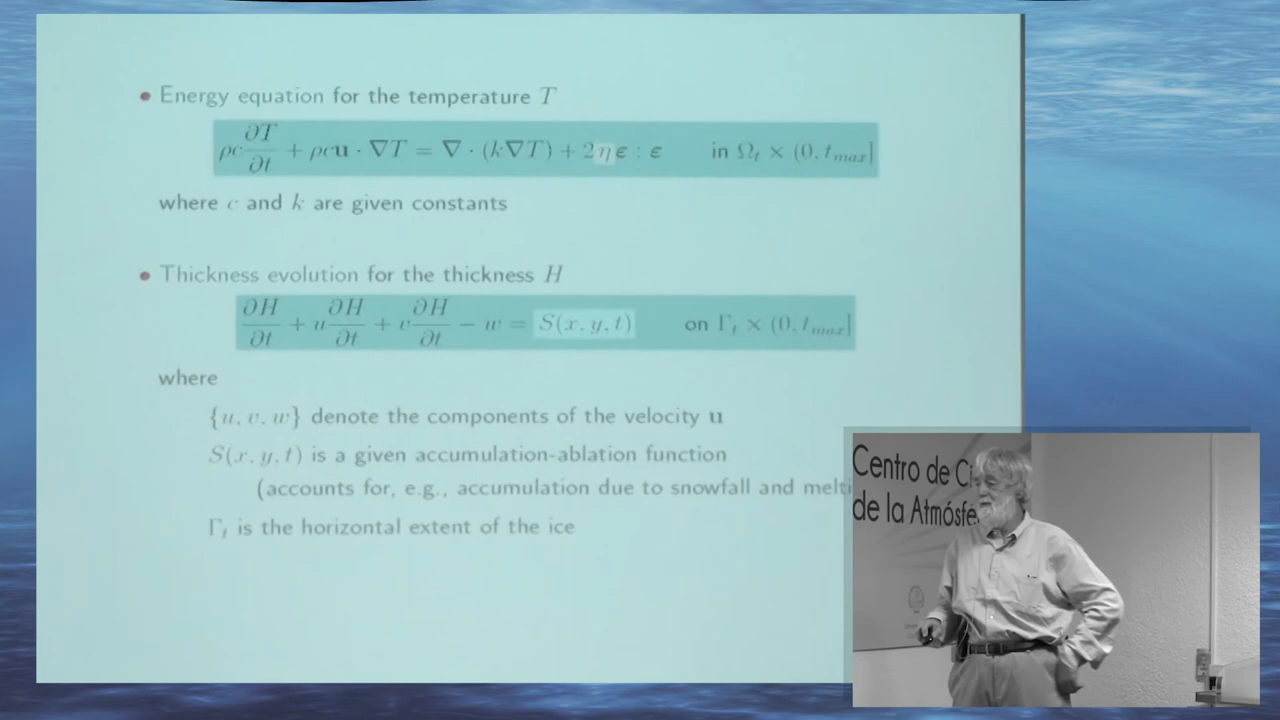 • Energy equation for the temperature T
ρc ∂T/∂t + ρc𝐮 · ∇T = ∇ · (k∇T) + 2ηε : ε in Ω_t × (0, t_max]
where c and k are given constants
• Thickness evolution for the thickness H
∂H/∂t + u ∂H/∂t + v ∂H/∂t − w = S(x, y, t) on Γ_t × (0, t_max]
where
{u, v, w} denote the components of the velocity 𝐮
S(x, y, t) is a given accumulation-ablation function
(accounts for, e.g., accumulation due to snowfall and melti
Γ_t is the horizontal extent of the ice
Centro de Ci
de la Atmósfe